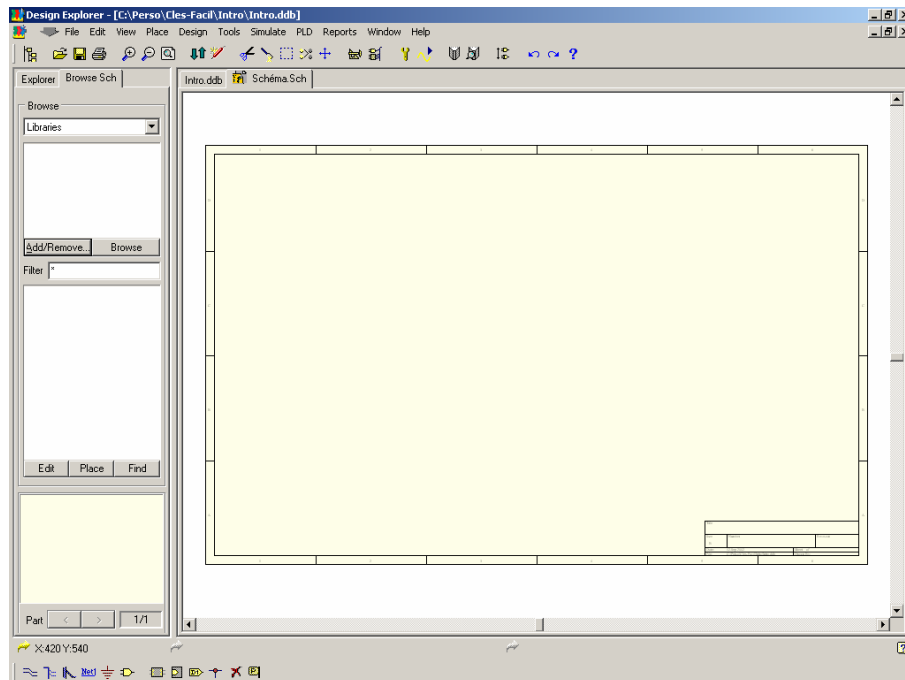 Design Explorer - [C:\Perso\Cles-Facil\Intro\Intro.ddb]
File Edit View Place Design Tools Simulate PLD Reports Window Help
Explorer Browse Sch
Intro.ddb Schéma.Sch
Browse
Libraries
Add/Remove... Browse
Filter *
Edit Place Find
Part < > 1/1
X:420 Y:540
Net1